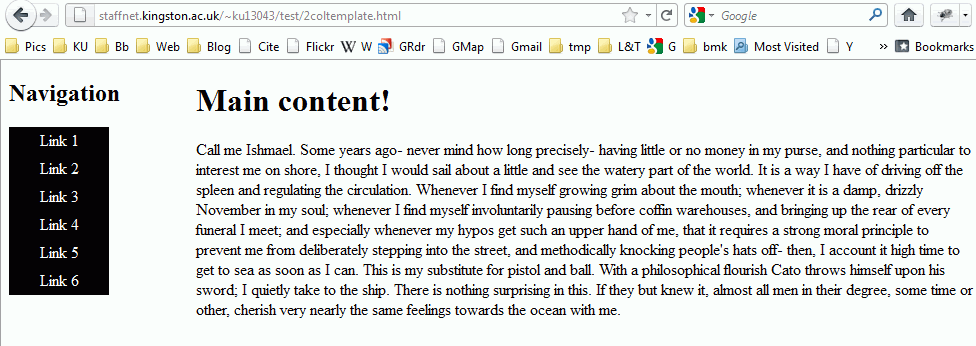 staffnet.kingston.ac.uk/~ku13043/test/2coltemplate.html
Google
Pics KU Bb Web Blog Cite Flickr W W GRdr GMap Gmail tmp L&T G bmk Most Visited Y » Bookmarks
Navigation
Link 1
Link 2
Link 3
Link 4
Link 5
Link 6
Main content!
Call me Ishmael. Some years ago- never mind how long precisely- having little or no money in my purse, and nothing particular to
interest me on shore, I thought I would sail about a little and see the watery part of the world. It is a way I have of driving off the
spleen and regulating the circulation. Whenever I find myself growing grim about the mouth; whenever it is a damp, drizzly
November in my soul; whenever I find myself involuntarily pausing before coffin warehouses, and bringing up the rear of every
funeral I meet; and especially whenever my hypos get such an upper hand of me, that it requires a strong moral principle to
prevent me from deliberately stepping into the street, and methodically knocking people's hats off- then, I account it high time to
get to sea as soon as I can. This is my substitute for pistol and ball. With a philosophical flourish Cato throws himself upon his
sword; I quietly take to the ship. There is nothing surprising in this. If they but knew it, almost all men in their degree, some time or
other, cherish very nearly the same feelings towards the ocean with me.